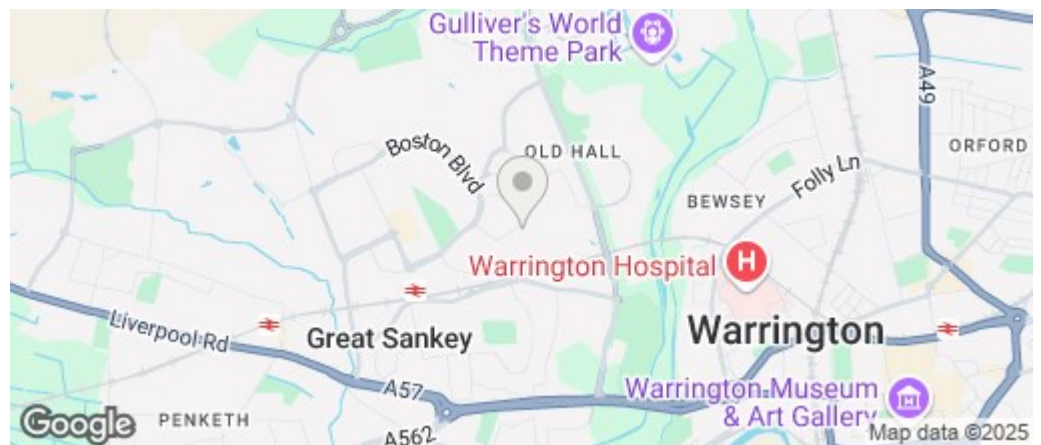 Gulliver's World
Theme Park
A49
Boston Blvd
OLD HALL
ORFORD
Folly Ln
BEWSEY
Warrington Hospital
H
Liverpool Rd
Great Sankey
Warrington
A57
Warrington Museum
& Art Gallery
PENKETH
A562
Google
Map data ©2025